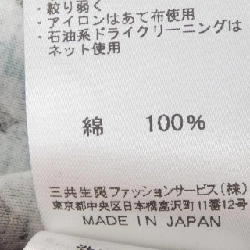 ・絞り弱く
・アイロンはあて布使用
・石油系ドライクリーニングは
ネット使用
綿 100%
三共生興ファッションサービス(株)
東京都中央区日本橋富沢町11番12号
MADE IN JAPAN